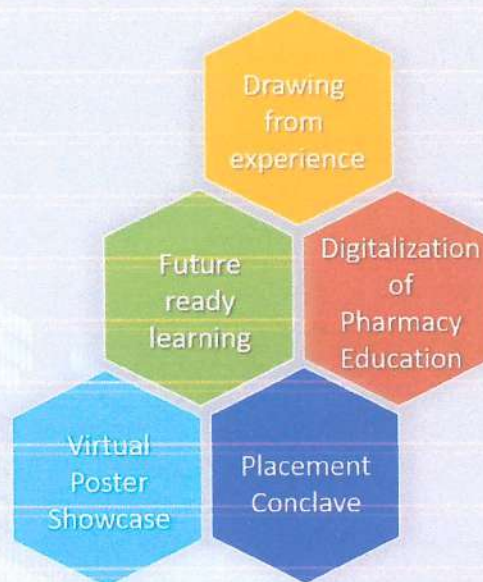 Drawing
from
experience
Future
ready
learning
Digitalization
of
Pharmacy
Education
Virtual
Poster
Showcase
Placement
Conclave